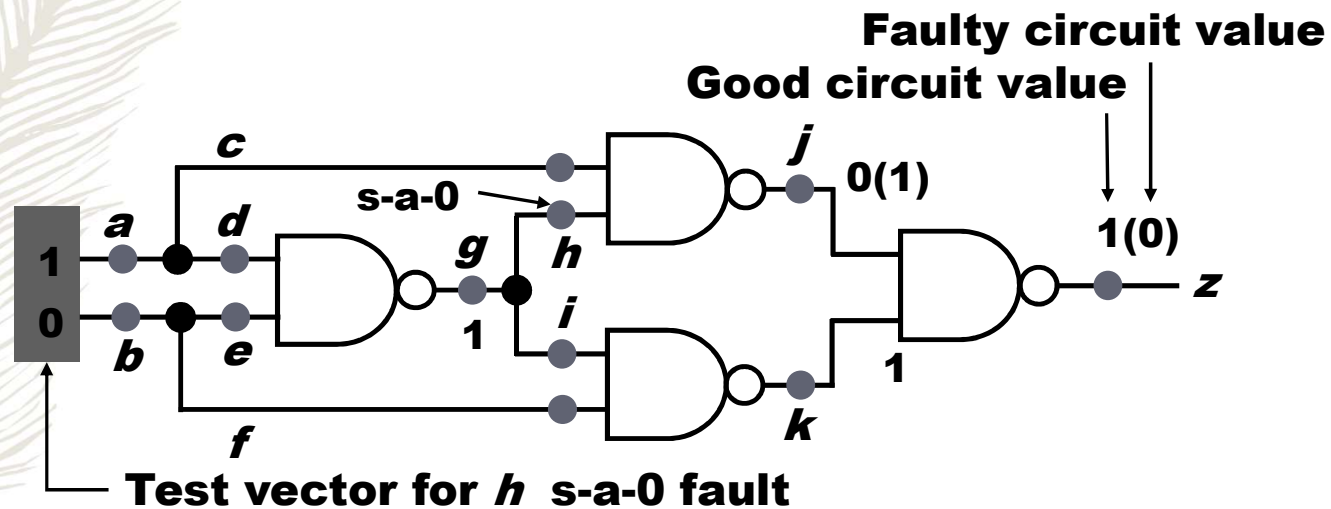 Faulty circuit value
Good circuit value
c
j
0(1)
s-a-0
1(0)
a
d
h
g
1
z
i
0
1
b
e
1
k
f
Test vector for h s-a-0 fault